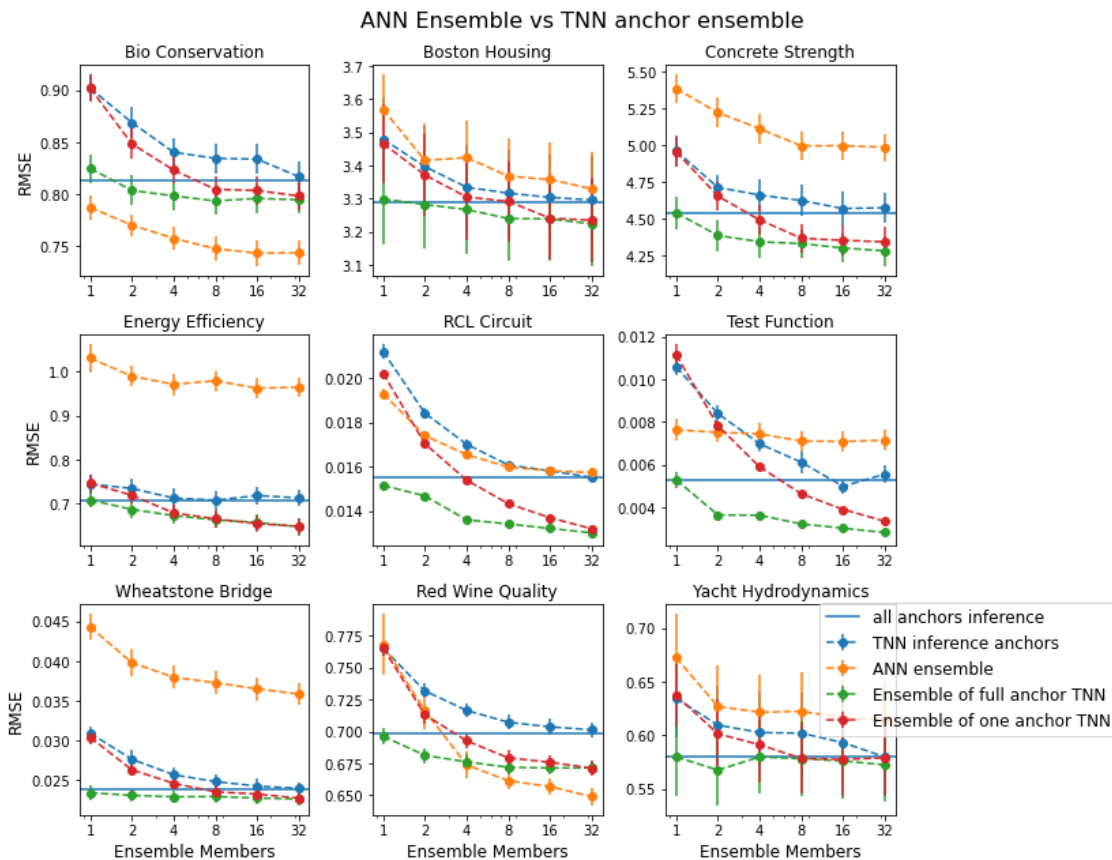 ANN Ensemble vs TNN anchor ensemble
Bio Conservation
Boston Housing
Concrete Strength
RMSE
0.90
0.85
0.80
0.75
1 2 4 8 16 32
3.7
3.6
3.5
3.4
3.3
3.2
3.1
1 2 4 8 16 32
5.50
5.25
5.00
4.75
4.50
4.25
1 2 4 8 16 32
Energy Efficiency
RCL Circuit
Test Function
RMSE
1.0
0.9
0.8
0.7
1 2 4 8 16 32
0.020
0.018
0.016
0.014
1 2 4 8 16 32
0.012
0.010
0.008
0.006
0.004
1 2 4 8 16 32
Wheatstone Bridge
Red Wine Quality
Yacht Hydrodynamics
RMSE
0.045
0.040
0.035
0.030
0.025
1 2 4 8 16 32
Ensemble Members
0.775
0.750
0.725
0.700
0.675
0.650
1 2 4 8 16 32
Ensemble Members
0.70
0.65
0.60
0.55
1 2 4 8 16 32
Ensemble Members
all anchors inference
TNN inference anchors
ANN ensemble
Ensemble of full anchor TNN
Ensemble of one anchor TNN